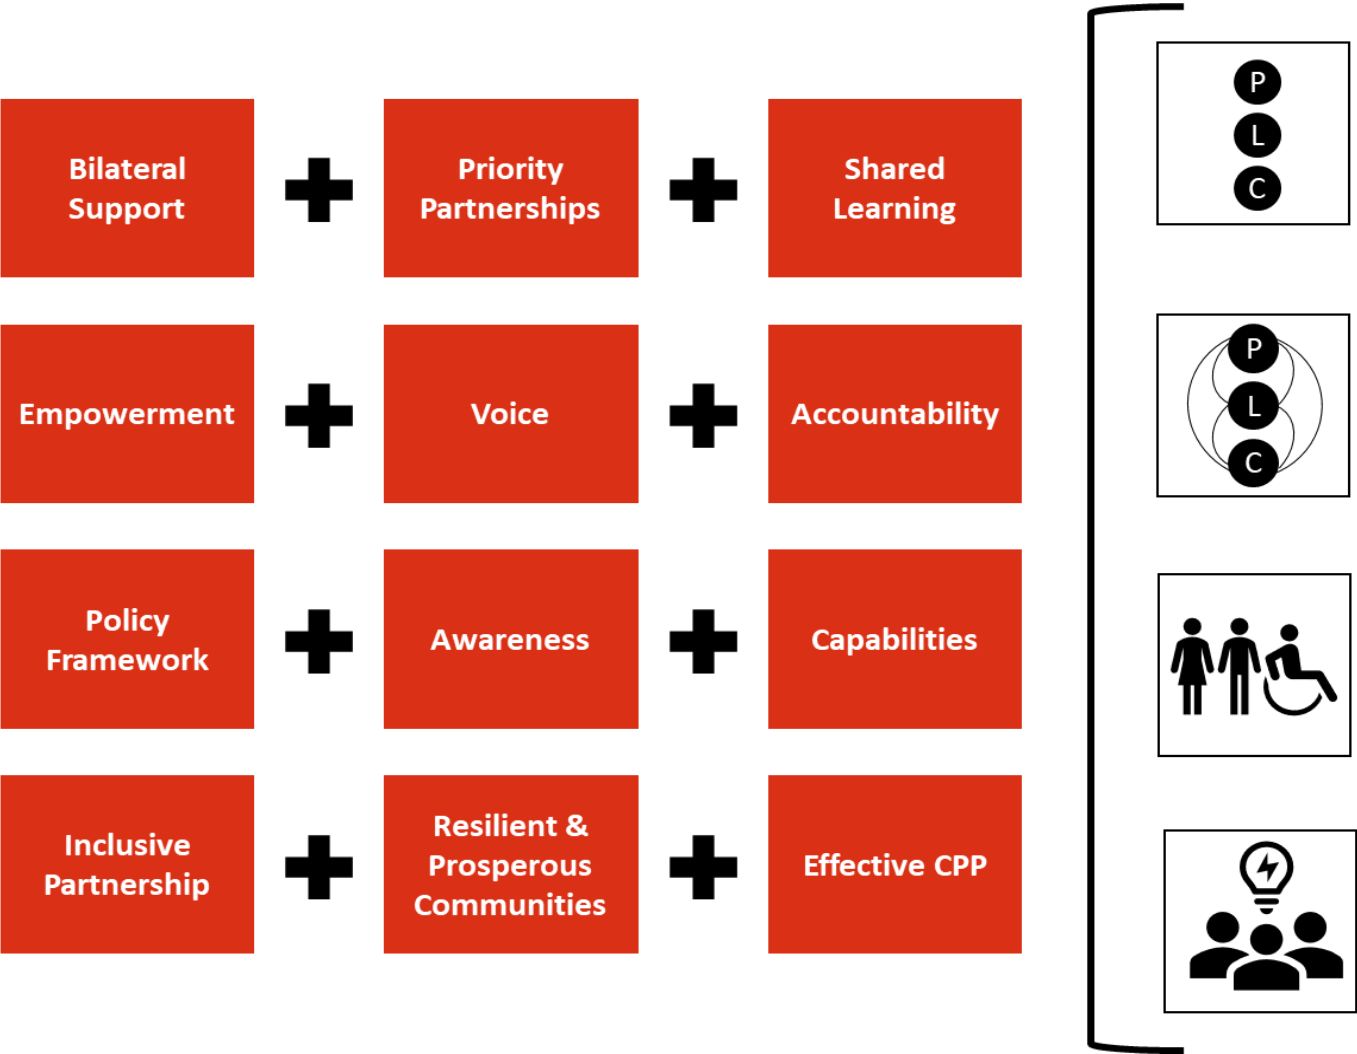 Bilateral
Support
Priority
Partnerships
Shared
Learning
P
L
C
Empowerment
Voice
Accountability
P
L
C
Policy
Framework
Awareness
Capabilities
Inclusive
Partnership
Resilient &
Prosperous
Communities
Effective CPP